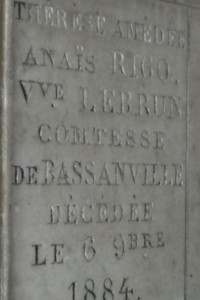 THÉRÈSE AMÉDÉE
ANAÏS RIGO.
VVE LEBRUN
COMTESSE
DE BASSANVILLE
DÉCÉDÉE
LE 6 9BRE
1884.